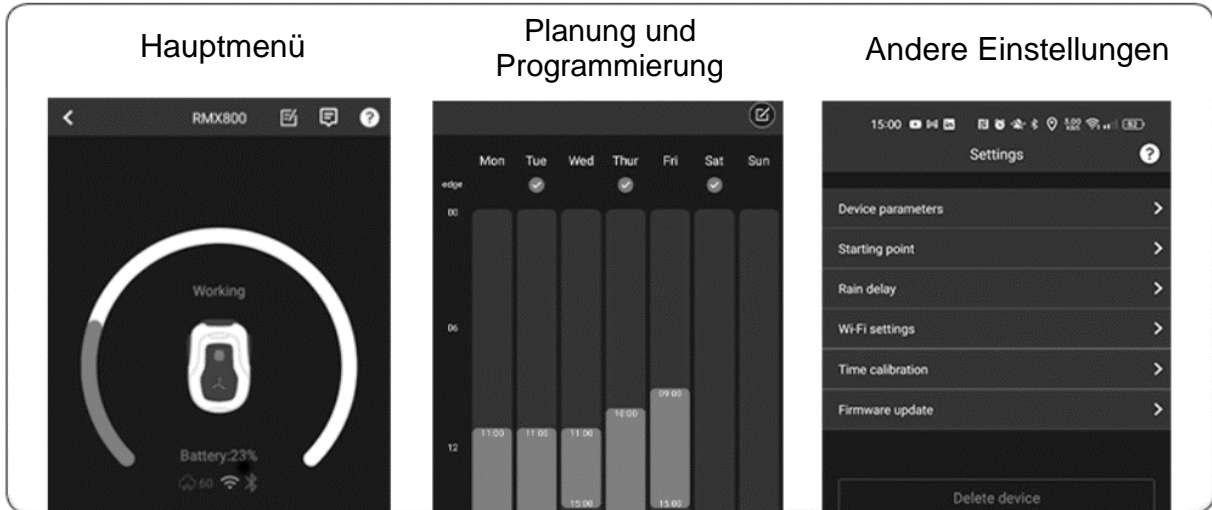 Hauptmenü
Planung und
Programmierung
Andere Einstellungen
RMX800
?
Working
Battery:23%
60
Mon Tue Wed Thur Fri Sat Sun
edge
00
06
09:00
10:00
11:00 11:00 11:00
12
15:00 15:00
15:00
Settings
?
Device parameters
Starting point
Rain delay
Wi-Fi settings
Time calibration
Firmware update
Delete device